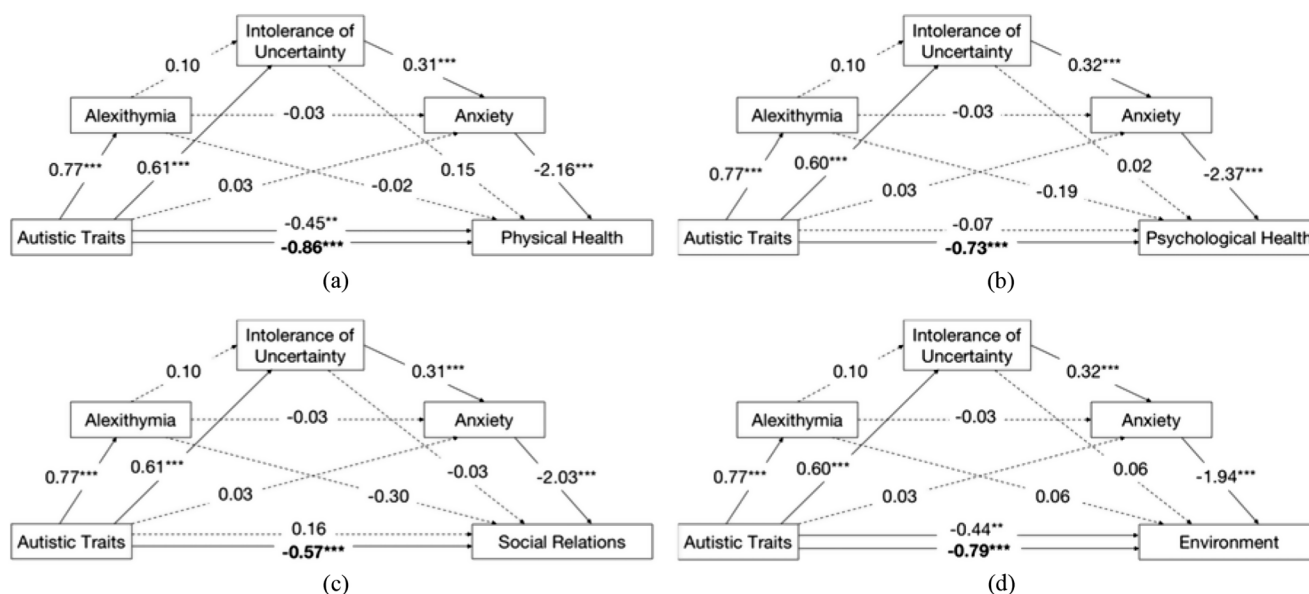 Intolerance of
Uncertainty
0.10
0.31***
Alexithymia
-0.03
Anxiety
0.77***
0.61***
0.03
-0.02
0.15
-2.16***
Autistic Traits
-0.45**
-0.86***
Physical Health
(a)
Intolerance of
Uncertainty
0.10
0.32***
Alexithymia
-0.03
Anxiety
0.77***
0.60***
0.03
-0.19
0.02
-2.37***
Autistic Traits
-0.07
-0.73***
Psychological Health
(b)
Intolerance of
Uncertainty
0.10
0.31***
Alexithymia
-0.03
Anxiety
0.77***
0.61***
0.03
-0.30
-0.03
-2.03***
Autistic Traits
0.16
-0.57***
Social Relations
(c)
Intolerance of
Uncertainty
0.10
0.32***
Alexithymia
-0.03
Anxiety
0.77***
0.60***
0.03
0.06
0.06
-1.94***
Autistic Traits
-0.44**
-0.79***
Environment
(d)